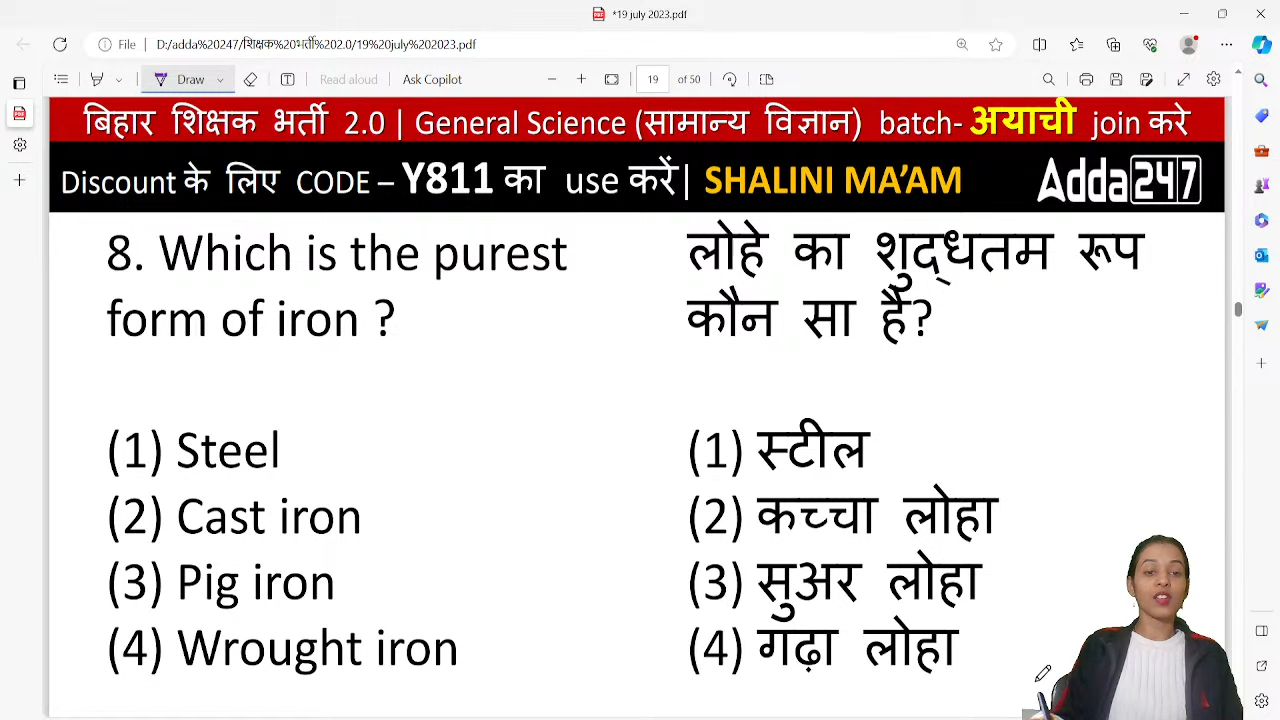 *19 july 2023.pdf
File D:/adda%20247/शिक्षक%20भर्ती%202.0/19%20july%202023.pdf
Draw Read aloud Ask Copilot 19 of 50
बिहार शिक्षक भर्ती 2.0 | General Science (सामान्य विज्ञान) batch- अयाची join करे
Discount के लिए CODE – Y811 का use करें| SHALINI MA’AM Adda247
8. Which is the purest
form of iron ?
(1) Steel
(2) Cast iron
(3) Pig iron
(4) Wrought iron
लोहे का शुद्धतम रूप
कौन सा है?
(1) स्टील
(2) कच्चा लोहा
(3) सुअर लोहा
(4) गढ़ा लोहा